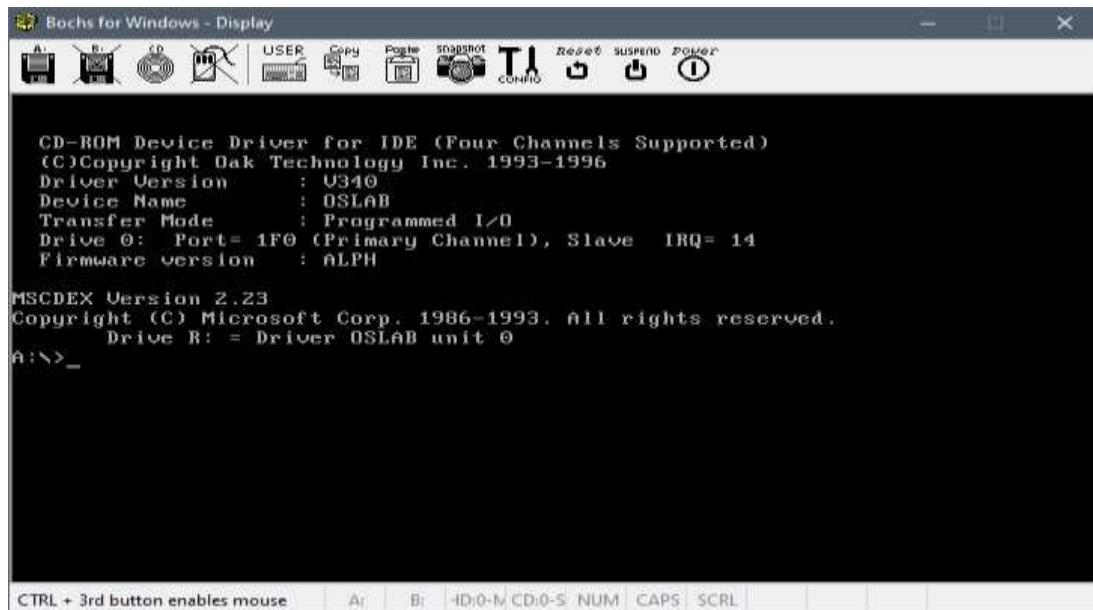 Bochs for Windows - Display
A: B: CD USER Copy Paste snapshot CONFIG Reset SUSPEND Power
CD-ROM Device Driver for IDE (Four Channels Supported)
(C)Copyright Oak Technology Inc. 1993-1996
Driver Version : V340
Device Name : OSLAB
Transfer Mode : Programmed I/O
Drive 0: Port= 1F0 (Primary Channel), Slave IRQ= 14
Firmware version : ALPH
MSCDEX Version 2.23
Copyright (C) Microsoft Corp. 1986-1993. All rights reserved.
Drive R: = Driver OSLAB unit 0
A:\>_
CTRL + 3rd button enables mouse A: B: HD:0-M CD:0-S NUM CAPS SCRL